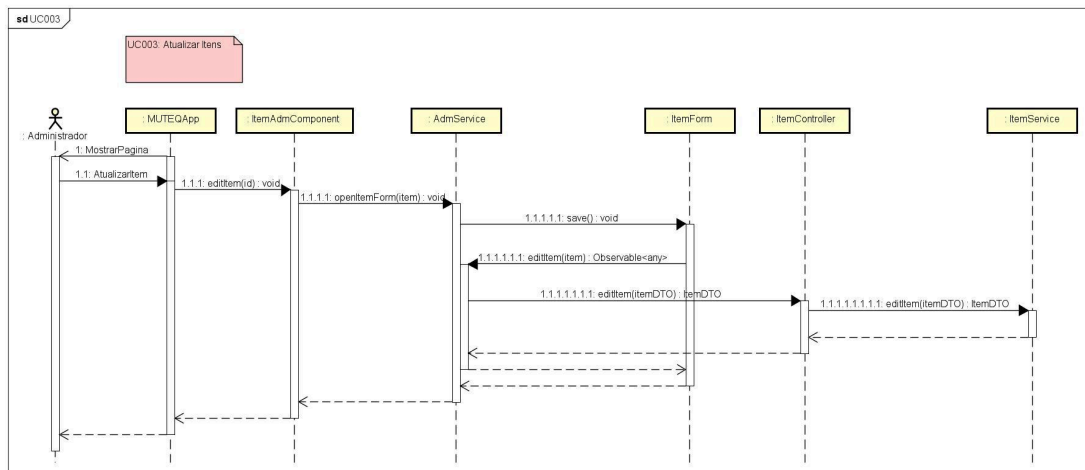 sd UC003
UC003: Atualizar Itens
: Administrador
: MUTEQApp
: ItemAdmComponent
: AdmService
: ItemForm
: ItemController
: ItemService
1: MostrarPagina
1.1: AtualizarItem
1.1.1: editItem(id) : void
1.1.1.1: openItemForm(item) : void
1.1.1.1.1: save() : void
1.1.1.1.1.1: editItem(item) : Observable<any>
1.1.1.1.1.1.1: editItem(itemDTO) : ItemDTO
1.1.1.1.1.1.1.1: editItem(itemDTO) : ItemDTO